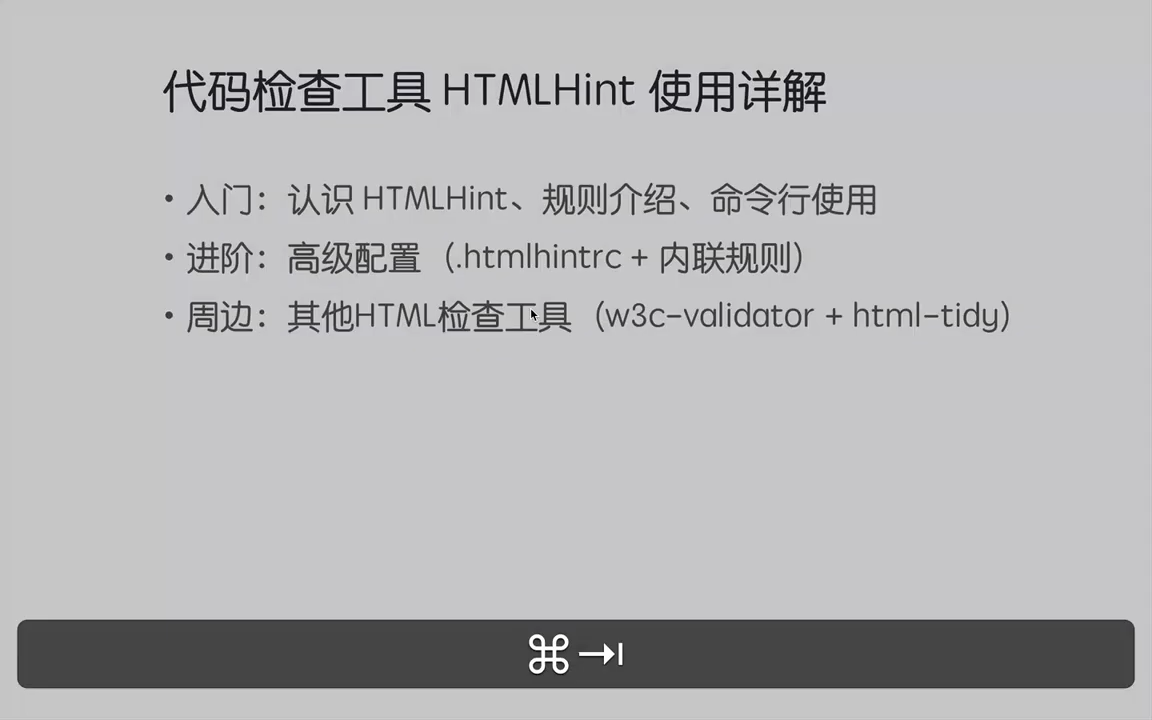 代码检查工具 HTMLHint 使用详解
• 入门：认识 HTMLHint、规则介绍、命令行使用
• 进阶：高级配置（.htmlhintrc + 内联规则）
• 周边：其他HTML检查工具（w3c-validator + html-tidy）
⌘⇥